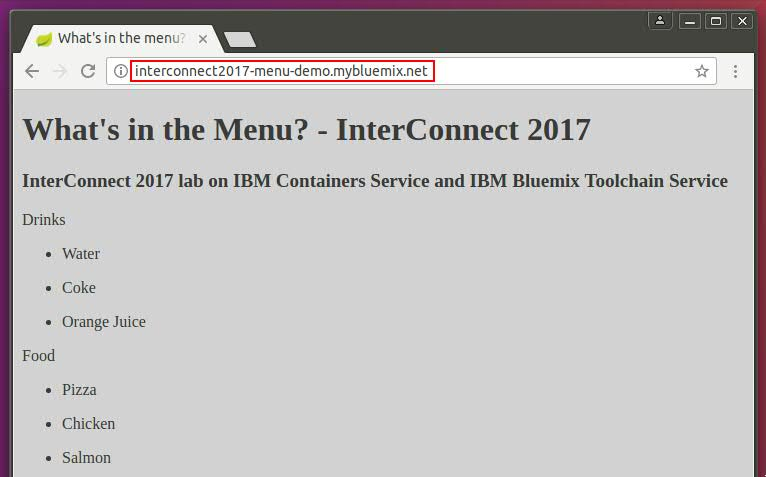 What's in the menu?
interconnect2017-menu-demo.mybluemix.net
What's in the Menu? - InterConnect 2017
InterConnect 2017 lab on IBM Containers Service and IBM Bluemix Toolchain Service
Drinks
Water
Coke
Orange Juice
Food
Pizza
Chicken
Salmon